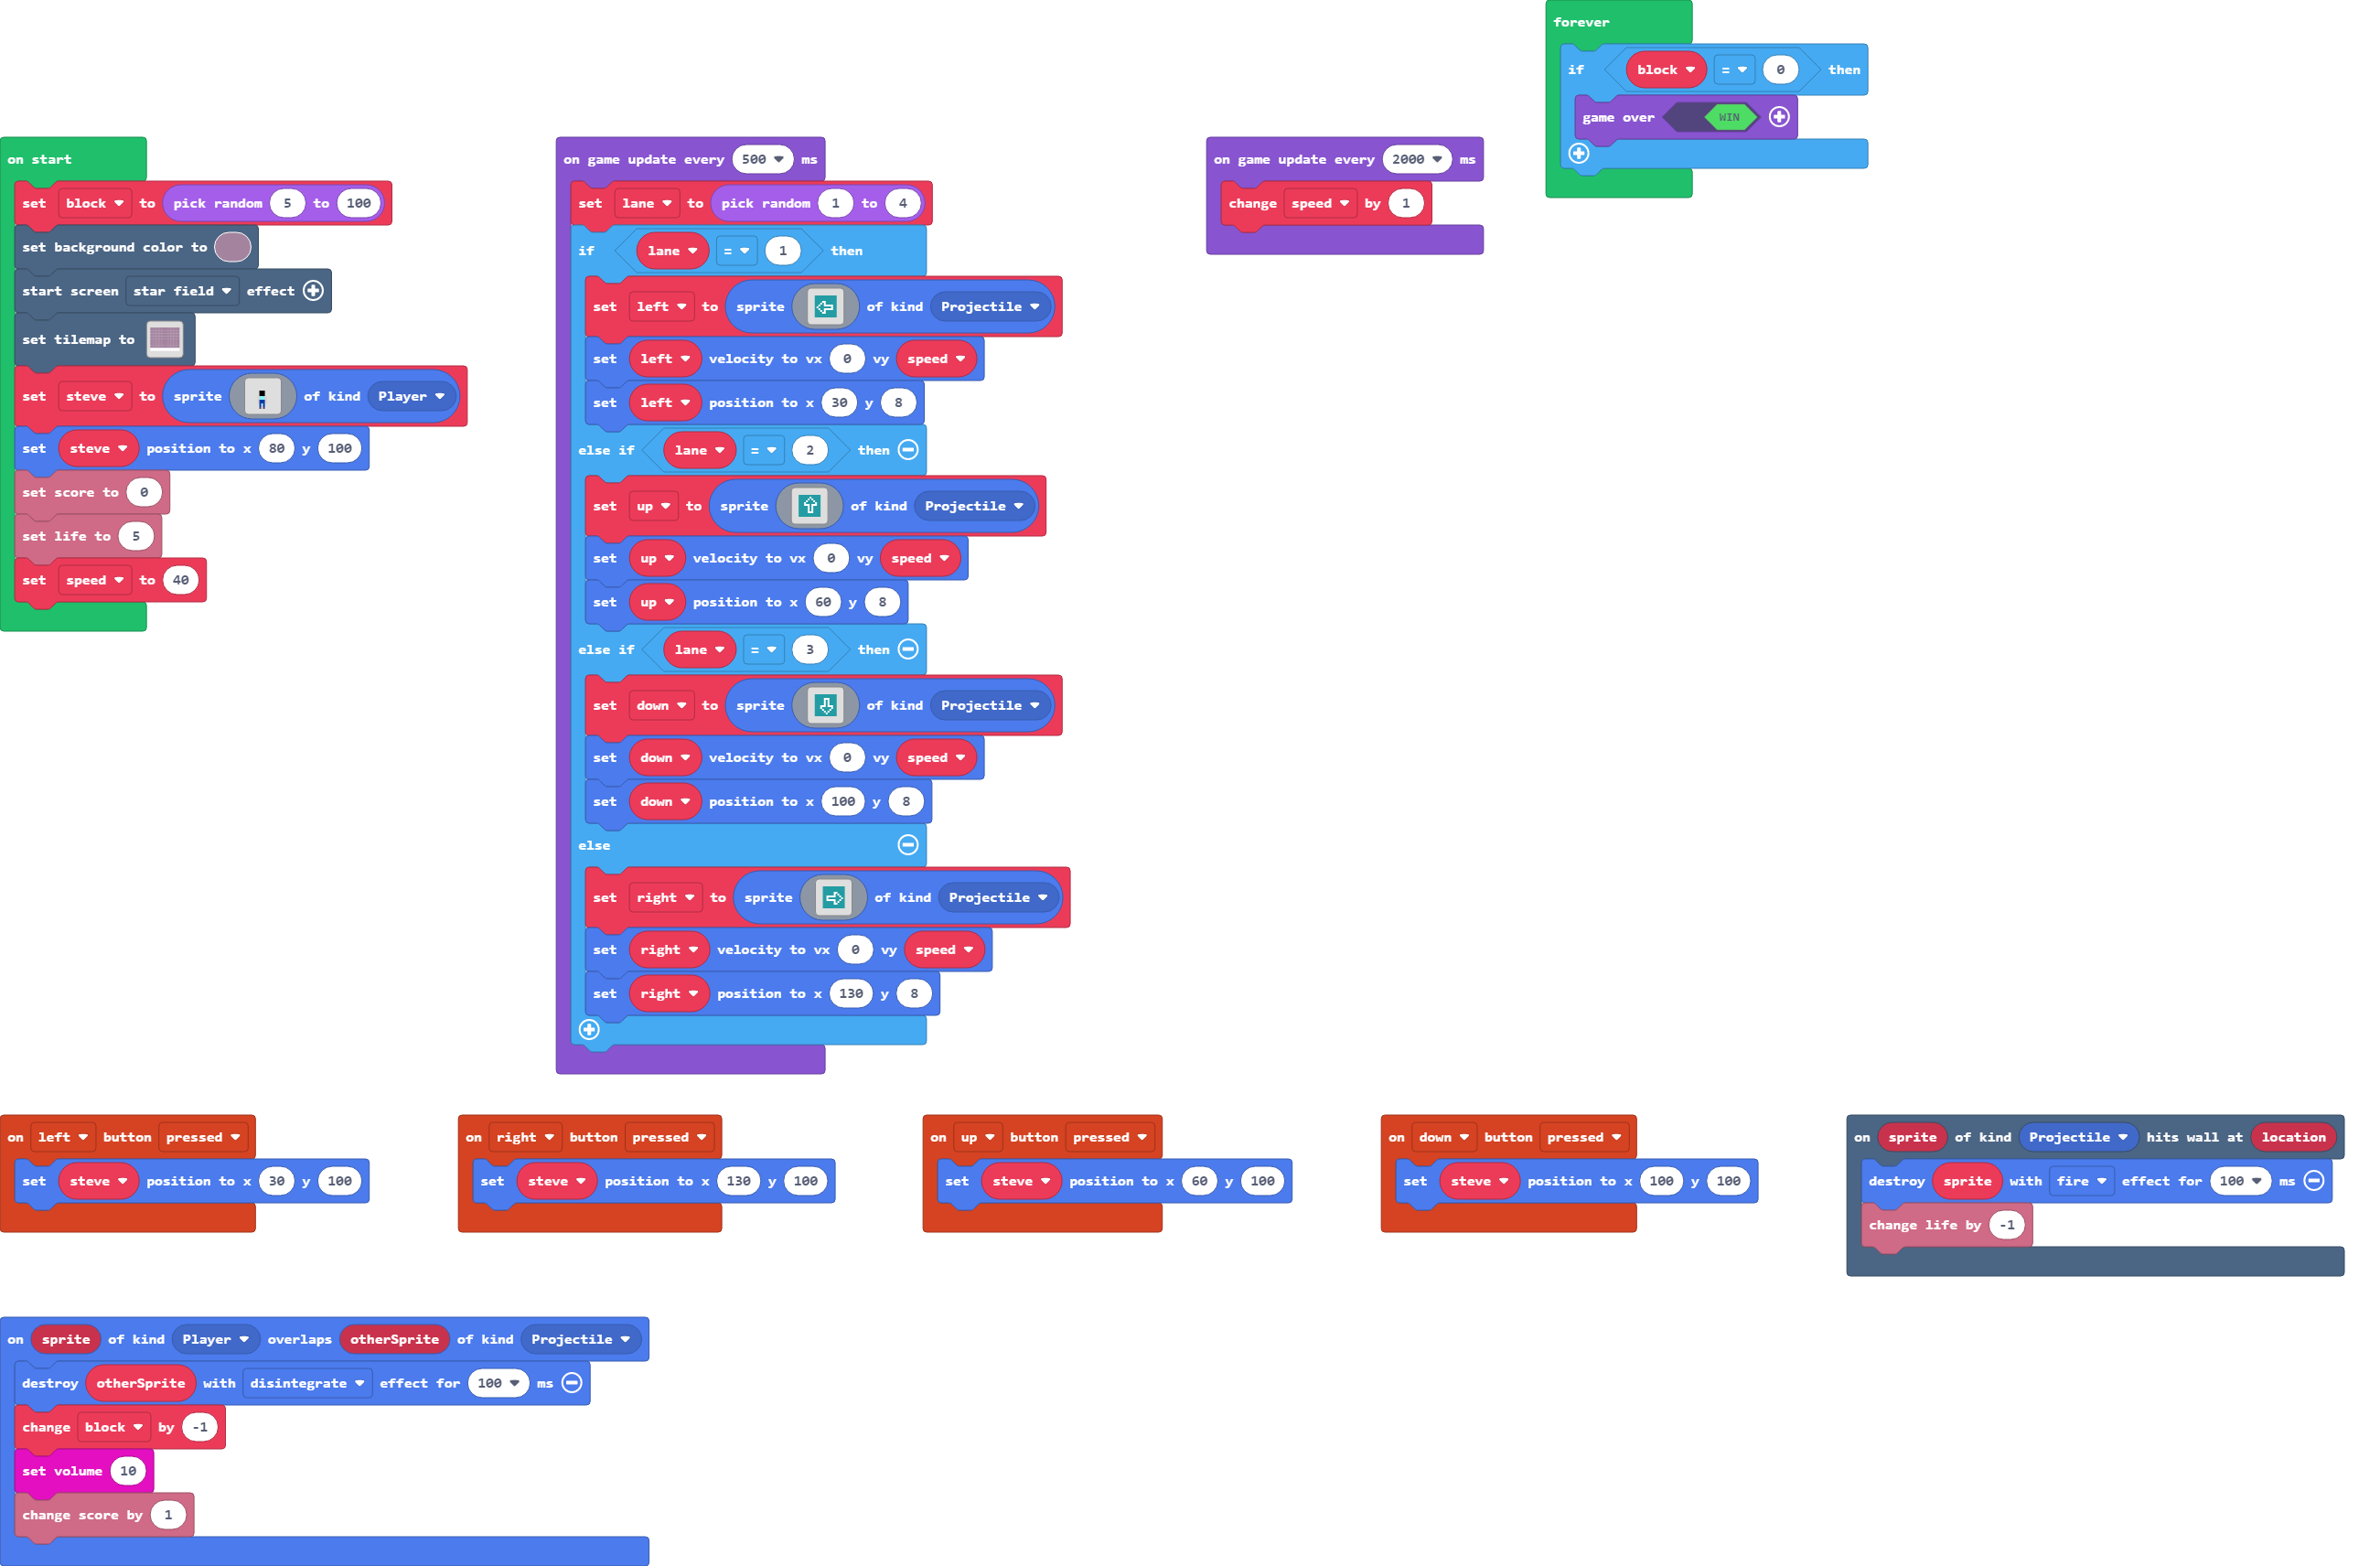 forever
if block = 0 then
game over WIN
on start
set block to pick random 5 to 100
set background color to
start screen star field effect
set tilemap to
set steve to sprite of kind Player
set steve position to x 80 y 100
set score to 0
set life to 5
set speed to 40
on game update every 500 ms
set lane to pick random 1 to 4
if lane = 1 then
set left to sprite of kind Projectile
set left velocity to vx 0 vy speed
set left position to x 30 y 8
else if lane = 2 then
set up to sprite of kind Projectile
set up velocity to vx 0 vy speed
set up position to x 60 y 8
else if lane = 3 then
set down to sprite of kind Projectile
set down velocity to vx 0 vy speed
set down position to x 100 y 8
else
set right to sprite of kind Projectile
set right velocity to vx 0 vy speed
set right position to x 130 y 8
on game update every 2000 ms
change speed by 1
on left button pressed
set steve position to x 30 y 100
on right button pressed
set steve position to x 130 y 100
on up button pressed
set steve position to x 60 y 100
on down button pressed
set steve position to x 100 y 100
on sprite of kind Projectile hits wall at location
destroy sprite with fire effect for 100 ms
change life by -1
on sprite of kind Player overlaps otherSprite of kind Projectile
destroy otherSprite with disintegrate effect for 100 ms
change block by -1
set volume 10
change score by 1